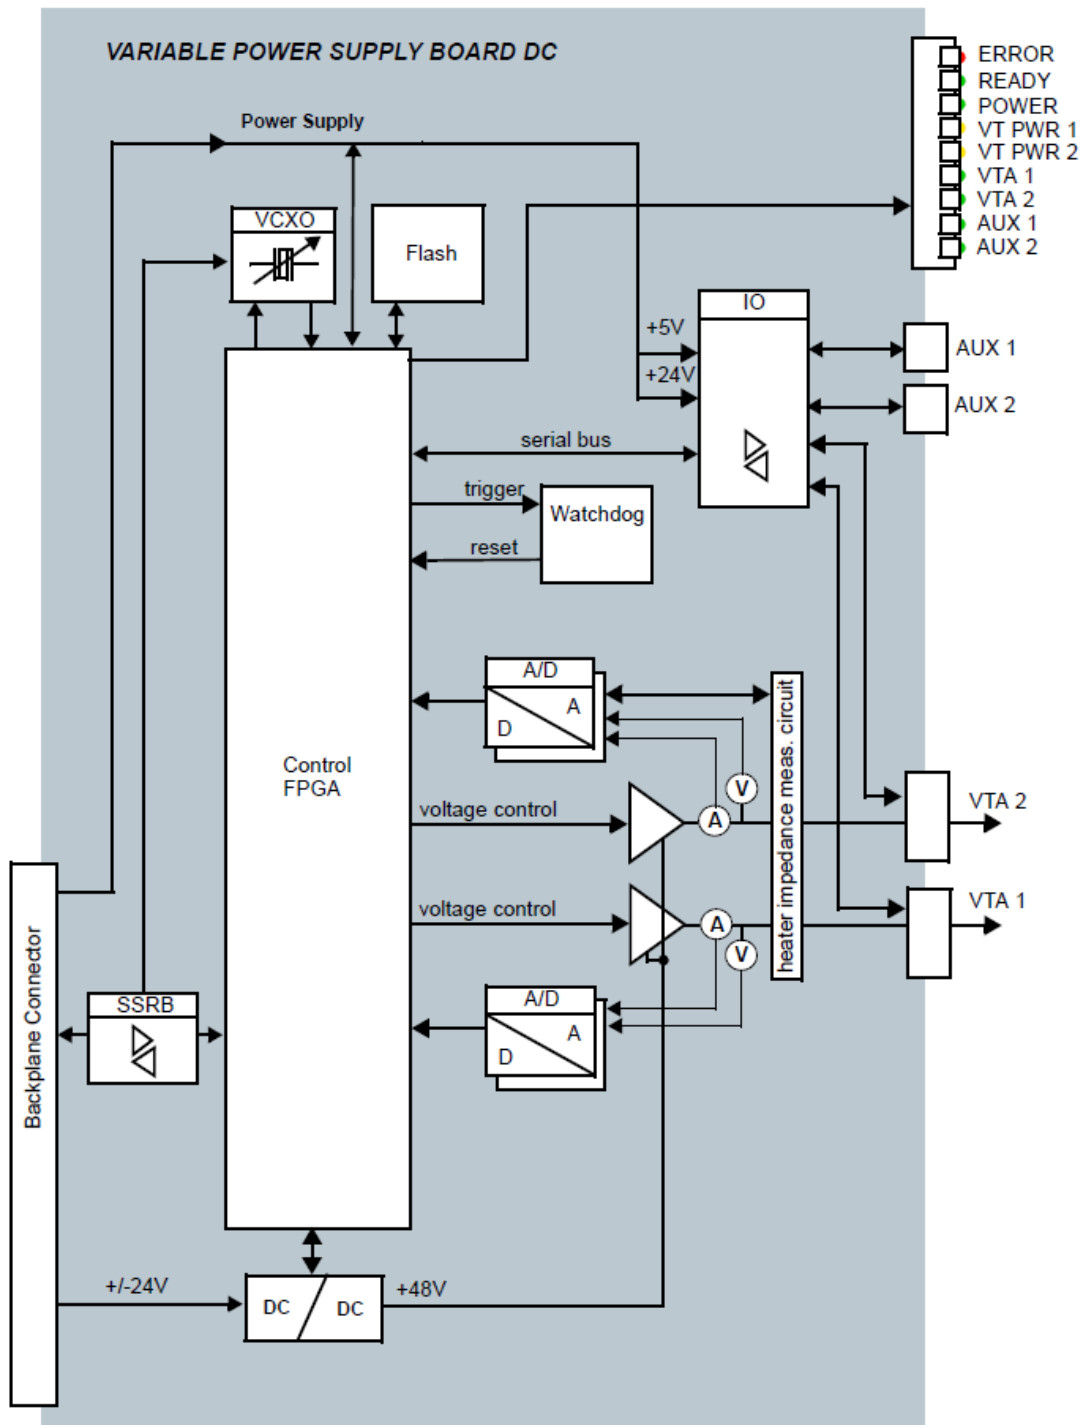 VARIABLE POWER SUPPLY BOARD DC
ERROR
READY
POWER
VT PWR 1
VT PWR 2
VTA 1
VTA 2
AUX 1
AUX 2
Power Supply
VCXO
Flash
IO
+5V
+24V
AUX 1
AUX 2
serial bus
trigger
Watchdog
reset
A/D
A
D
heater impedance meas. circuit
Control
FPGA
V
A
voltage control
VTA 2
voltage control
A
V
VTA 1
Backplane Connector
SSRB
A/D
A
D
+/-24V
DC
DC
+48V